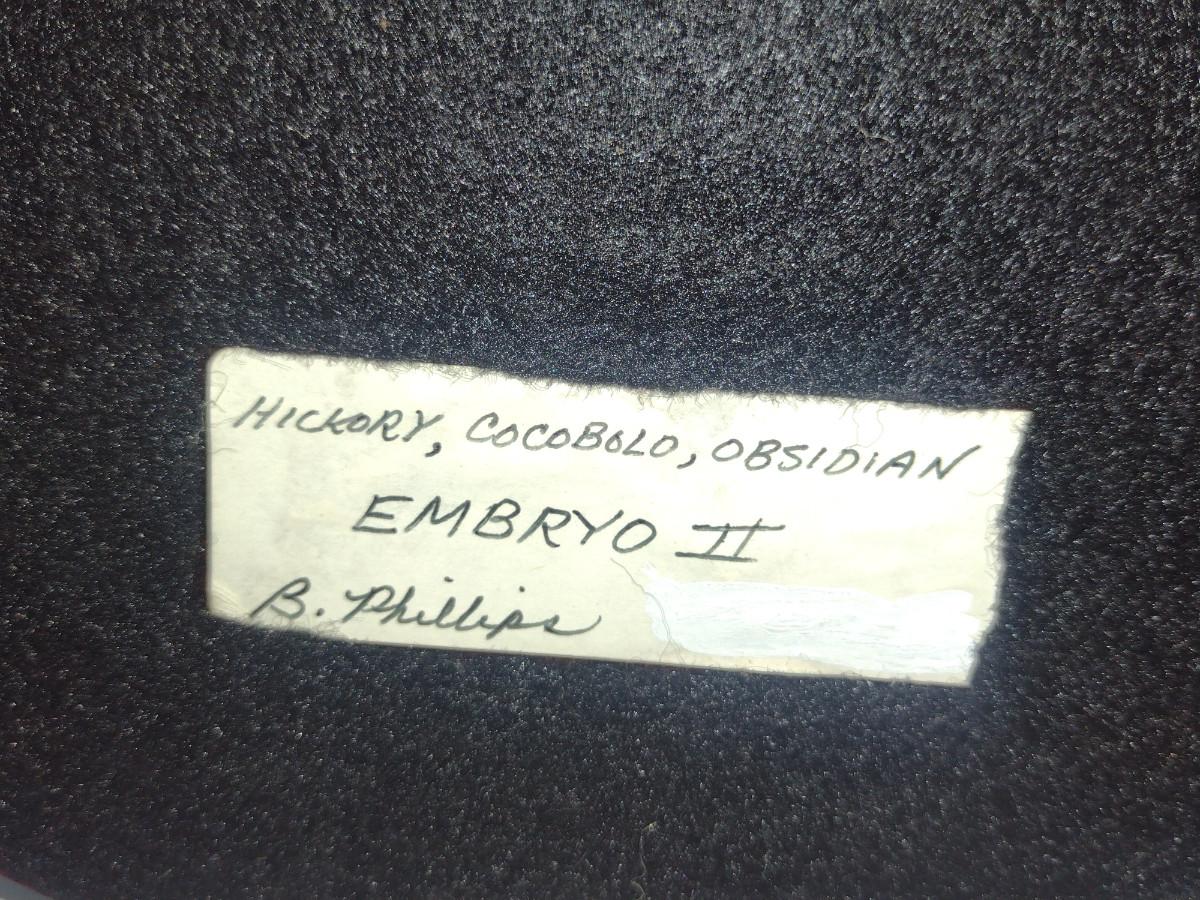 HICKORY, COCOBOLO, OBSIDIAN
EMBRYO II
B. Phillips